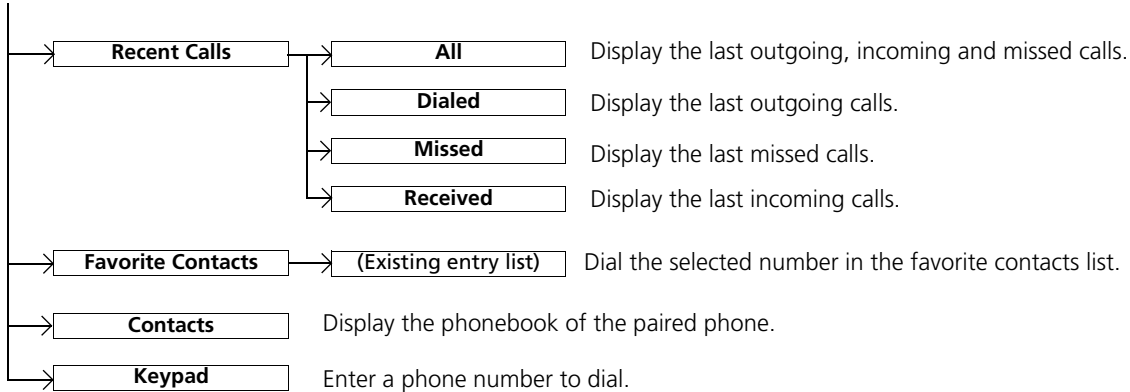 Recent Calls All Display the last outgoing, incoming and missed calls.
Dialed Display the last outgoing calls.
Missed Display the last missed calls.
Received Display the last incoming calls.
Favorite Contacts (Existing entry list) Dial the selected number in the favorite contacts list.
Contacts Display the phonebook of the paired phone.
Keypad Enter a phone number to dial.